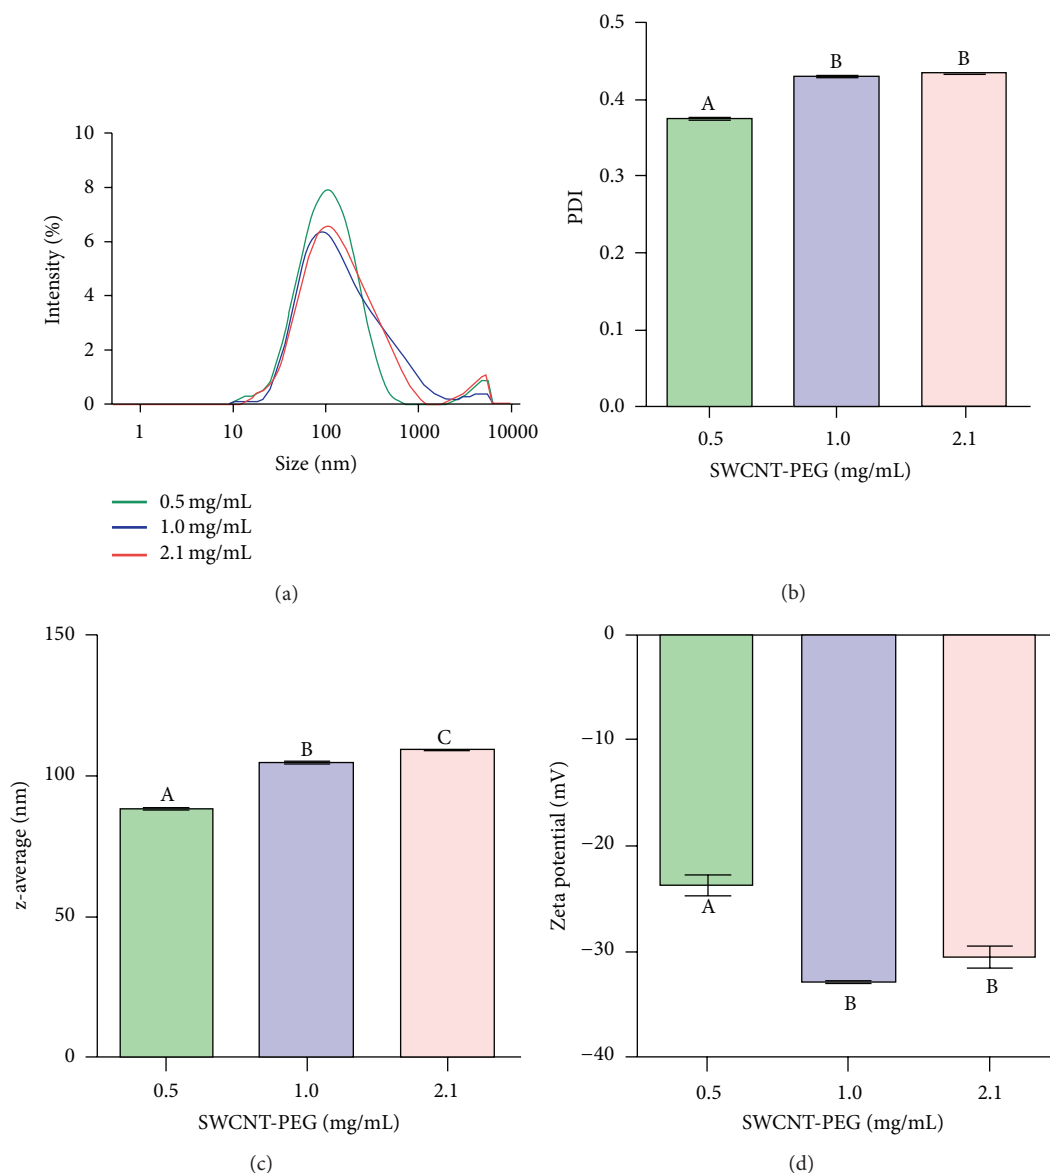 10
8
6
4
2
0
Intensity (%)
1 10 100 1000 10000
Size (nm)
0.5 mg/mL
1.0 mg/mL
2.1 mg/mL
(a)
0.5
0.4
0.3
0.2
0.1
0.0
PDI
A
B
B
0.5 1.0 2.1
SWCNT-PEG (mg/mL)
(b)
150
100
50
0
z-average (nm)
A
B
C
0.5 1.0 2.1
SWCNT-PEG (mg/mL)
(c)
0
−10
−20
−30
−40
Zeta potential (mV)
A
B
B
0.5 1.0 2.1
SWCNT-PEG (mg/mL)
(d)